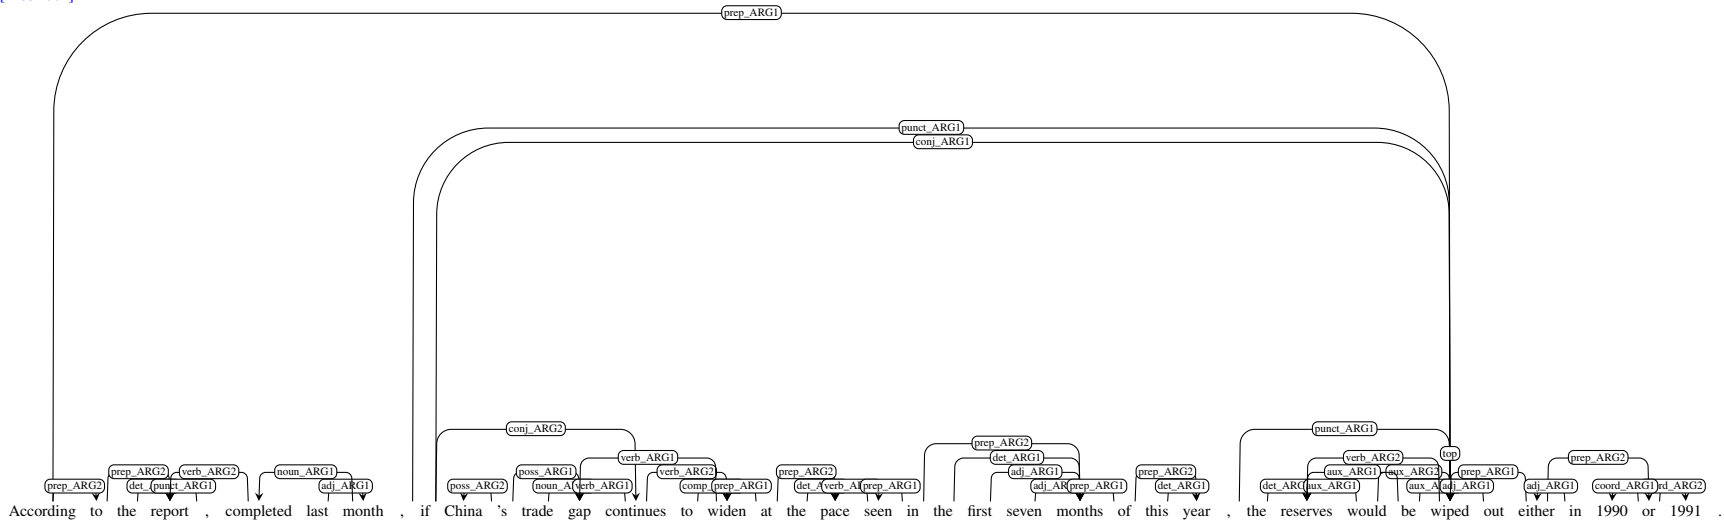 prep_ARG1
punct_ARG1
conj_ARG1
conj_ARG2 punct_ARG1
prep_ARG2
verb_ARG1 det_ARG1 verb_ARG2 top prep_ARG2
prep_ARG2 verb_ARG2 noun_ARG1 poss_ARG1 verb_ARG2 prep_ARG2 adj_ARG1 prep_ARG2 aux_ARG1 aux_ARG2 prep_ARG1
prep_ARG2 punct_ARG1 adj_ARG1 poss_ARG2 verb_ARG1 prep_ARG1 prep_ARG1 prep_ARG1 det_ARG1 aux_ARG1 adj_ARG1 adj_ARG1 coord_ARG1
According to the report , completed last month , if China 's trade gap continues to widen at the pace seen in the first seven months of this year , the reserves would be wiped out either in 1990 or 1991 .